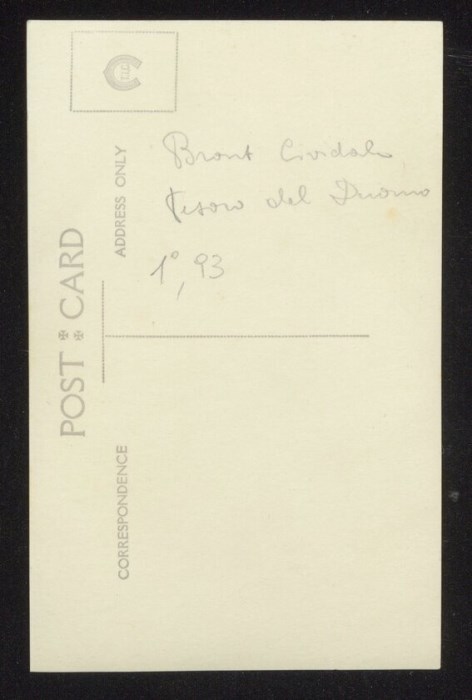 POST CARD
CORRESPONDENCE
ADDRESS ONLY
Cividale
Tesoro del Duomo
1°, 93